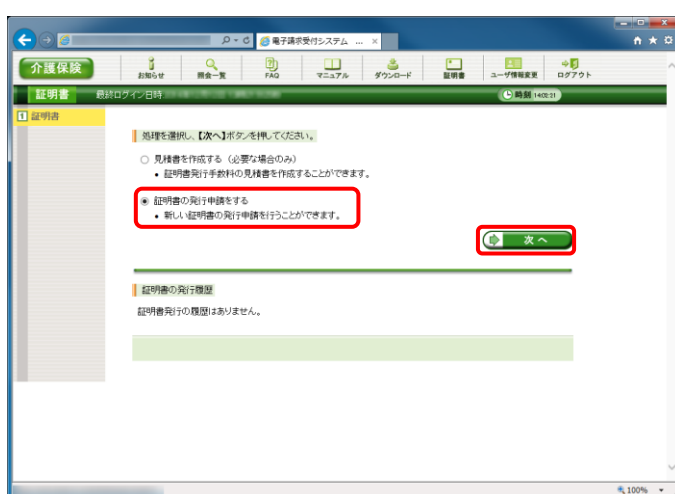 電子請求受付システム ...
介護保険
お知らせ
照会一覧
FAQ
マニュアル
ダウンロード
証明書
ユーザ情報変更
ログアウト
証明書
最終ログイン日時
時刻 14:02:31
1 証明書
処理を選択し、【次へ】ボタンを押してください。
見積書を作成する（必要な場合のみ）
• 証明書発行手数料の見積書を作成することができます。
証明書の発行申請をする
• 新しい証明書の発行申請を行うことができます。
次 へ
証明書の発行履歴
証明書発行の履歴はありません。
100%